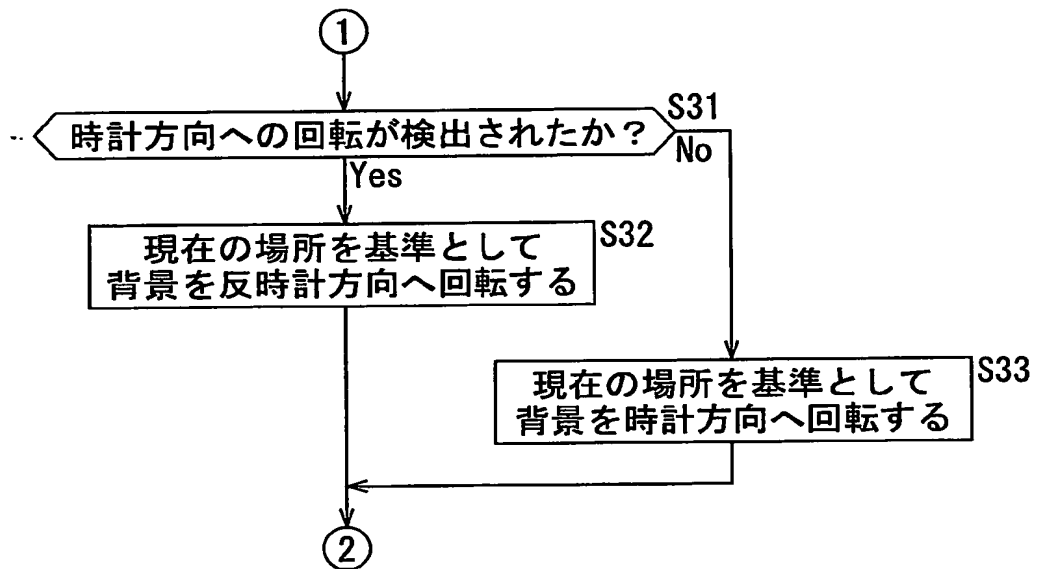 ①
時計方向への回転が検出されたか？
S31
No
Yes
現在の場所を基準として
背景を反時計方向へ回転する
S32
現在の場所を基準として
背景を時計方向へ回転する
S33
②